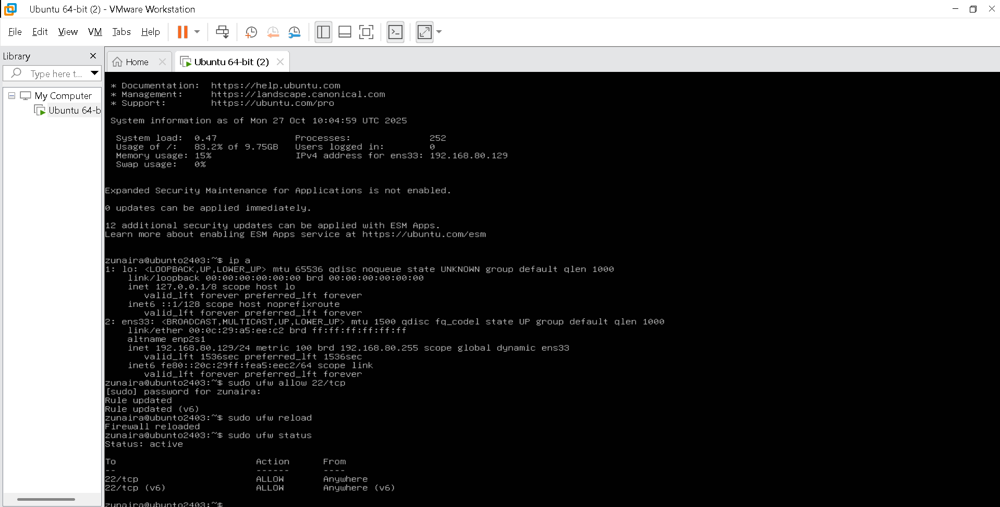 Ubuntu 64-bit (2) - VMware Workstation
File Edit View VM Tabs Help
Library
Home
Ubuntu 64-bit (2)
Type here t...
My Computer
Ubuntu 64-b
* Documentation: https://help.ubuntu.com
* Management: https://landscape.canonical.com
* Support: https://ubuntu.com/pro
System information as of Mon 27 Oct 10:04:59 UTC 2025
System load: 0.47 Processes: 252
Usage of /: 83.2% of 9.75GB Users logged in: 0
Memory usage: 15% IPv4 address for ens33: 192.168.80.129
Swap usage: 0%
Expanded Security Maintenance for Applications is not enabled.
0 updates can be applied immediately.
12 additional security updates can be applied with ESM Apps.
Learn more about enabling ESM Apps service at https://ubuntu.com/esm
zunaira@ubunto2403:~$ ip a
1: lo: <LOOPBACK,UP,LOWER_UP> mtu 65536 qdisc noqueue state UNKNOWN group default qlen 1000
link/loopback 00:00:00:00:00:00 brd 00:00:00:00:00:00
inet 127.0.0.1/8 scope host lo
valid_lft forever preferred_lft forever
inet6 ::1/128 scope host noprefixroute
valid_lft forever preferred_lft forever
2: ens33: <BROADCAST,MULTICAST,UP,LOWER_UP> mtu 1500 qdisc fq_codel state UP group default qlen 1000
link/ether 00:0c:29:a5:ee:c2 brd ff:ff:ff:ff:ff:ff
altname enp2s1
inet 192.168.80.129/24 metric 100 brd 192.168.80.255 scope global dynamic ens33
valid_lft 1536sec preferred_lft 1536sec
inet6 fe80::20c:29ff:fea5:eec2/64 scope link
valid_lft forever preferred_lft forever
zunaira@ubunto2403:~$ sudo ufw allow 22/tcp
[sudo] password for zunaira:
Rule updated
Rule updated (v6)
zunaira@ubunto2403:~$ sudo ufw reload
Firewall reloaded
zunaira@ubunto2403:~$ sudo ufw status
Status: active
To Action From
-- ------ ----
22/tcp ALLOW Anywhere
22/tcp (v6) ALLOW Anywhere (v6)
zunaira@ubunto2403:~$ _